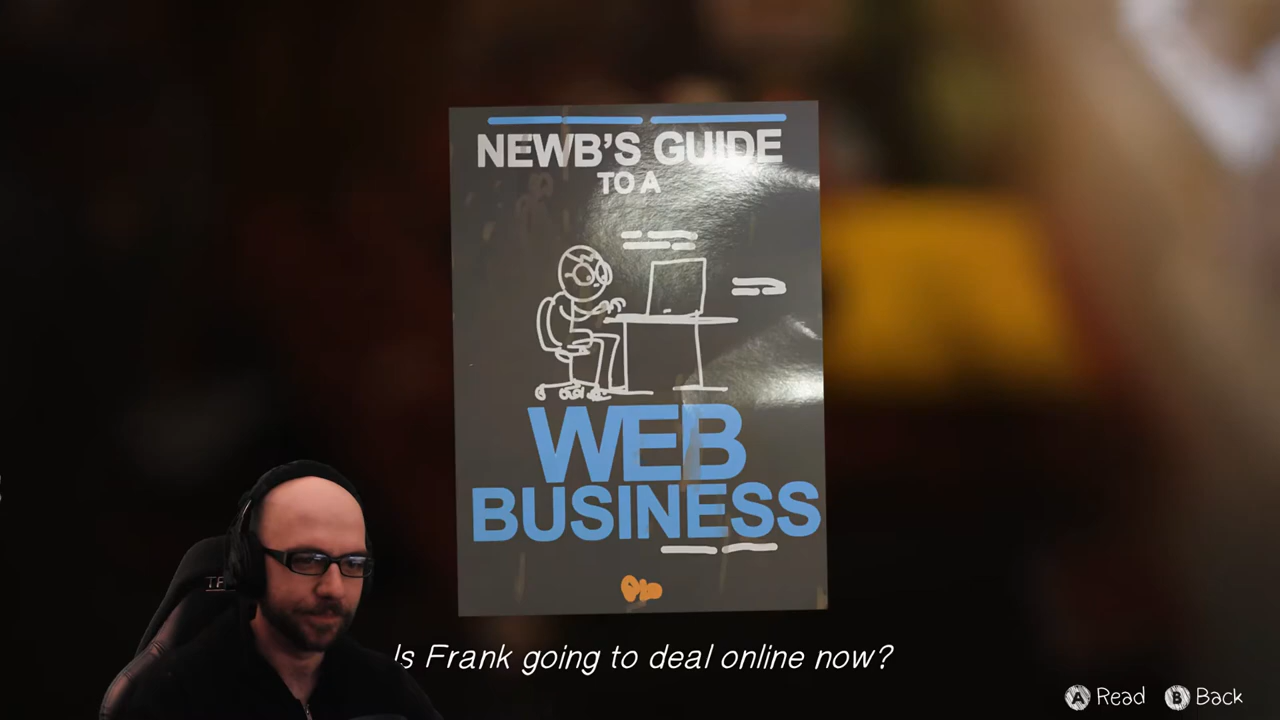 NEWB'S GUIDE
TO A
WEB
BUSINESS
Is Frank going to deal online now?
A Read B Back